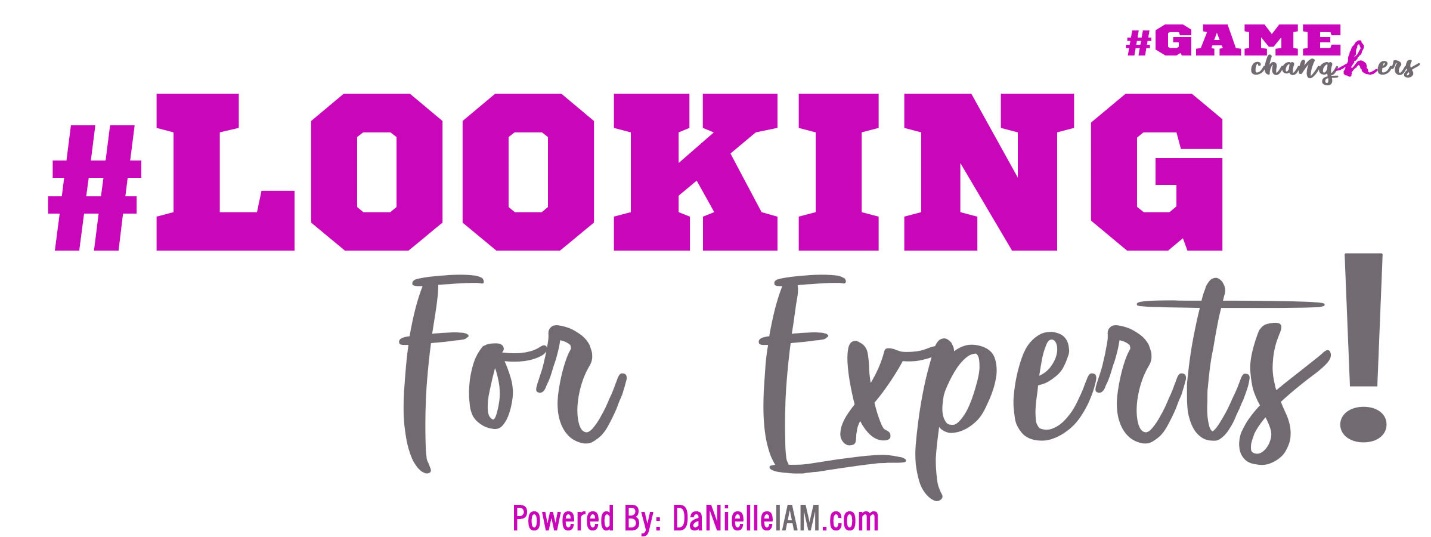 #GAME
changhers
#LOOKING
For Experts!
Powered By: DaNielleIAM.com